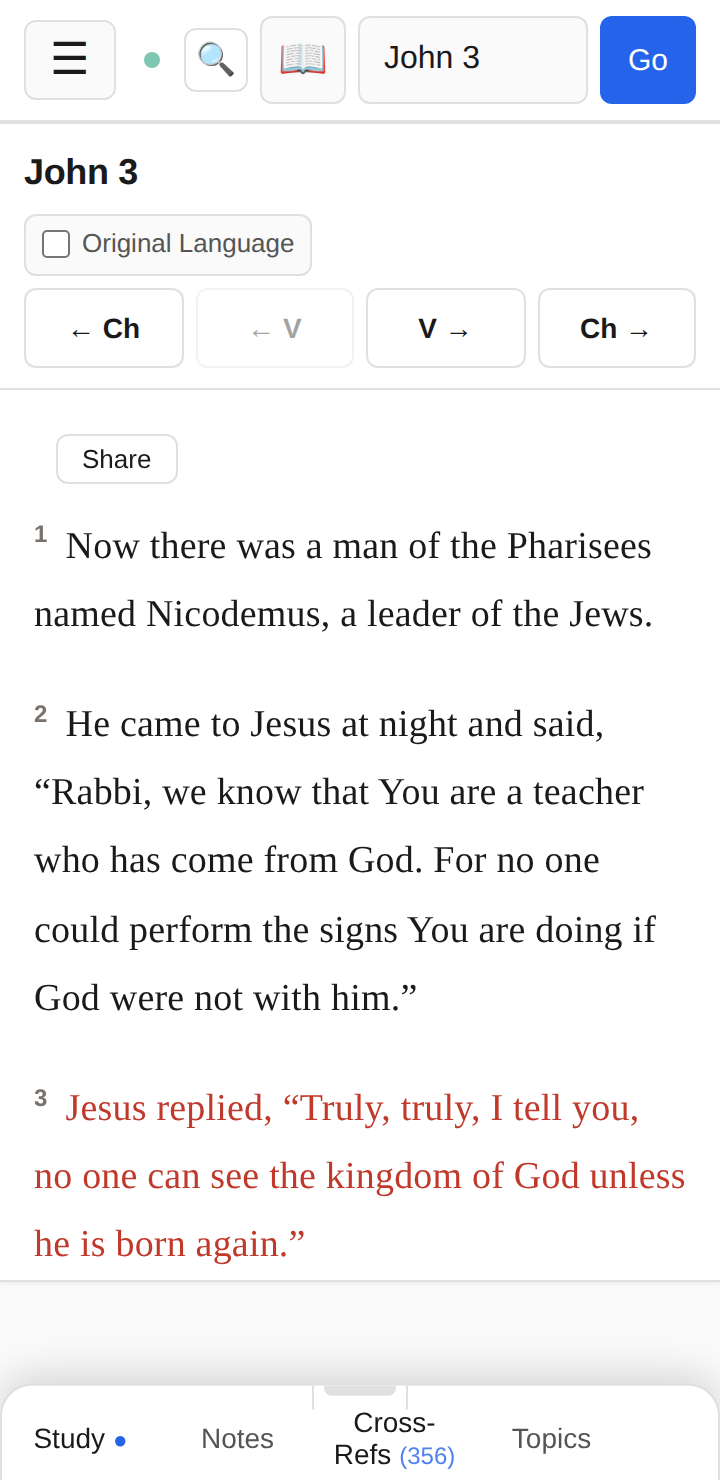 ☰ 🔍 📖 John 3 Go
John 3
Original Language
← Ch ← V V → Ch →
Share
1 Now there was a man of the Pharisees
named Nicodemus, a leader of the Jews.
2 He came to Jesus at night and said,
“Rabbi, we know that You are a teacher
who has come from God. For no one
could perform the signs You are doing if
God were not with him.”
3 Jesus replied, “Truly, truly, I tell you,
no one can see the kingdom of God unless
he is born again.”
Study Notes Cross-
Refs (356) Topics